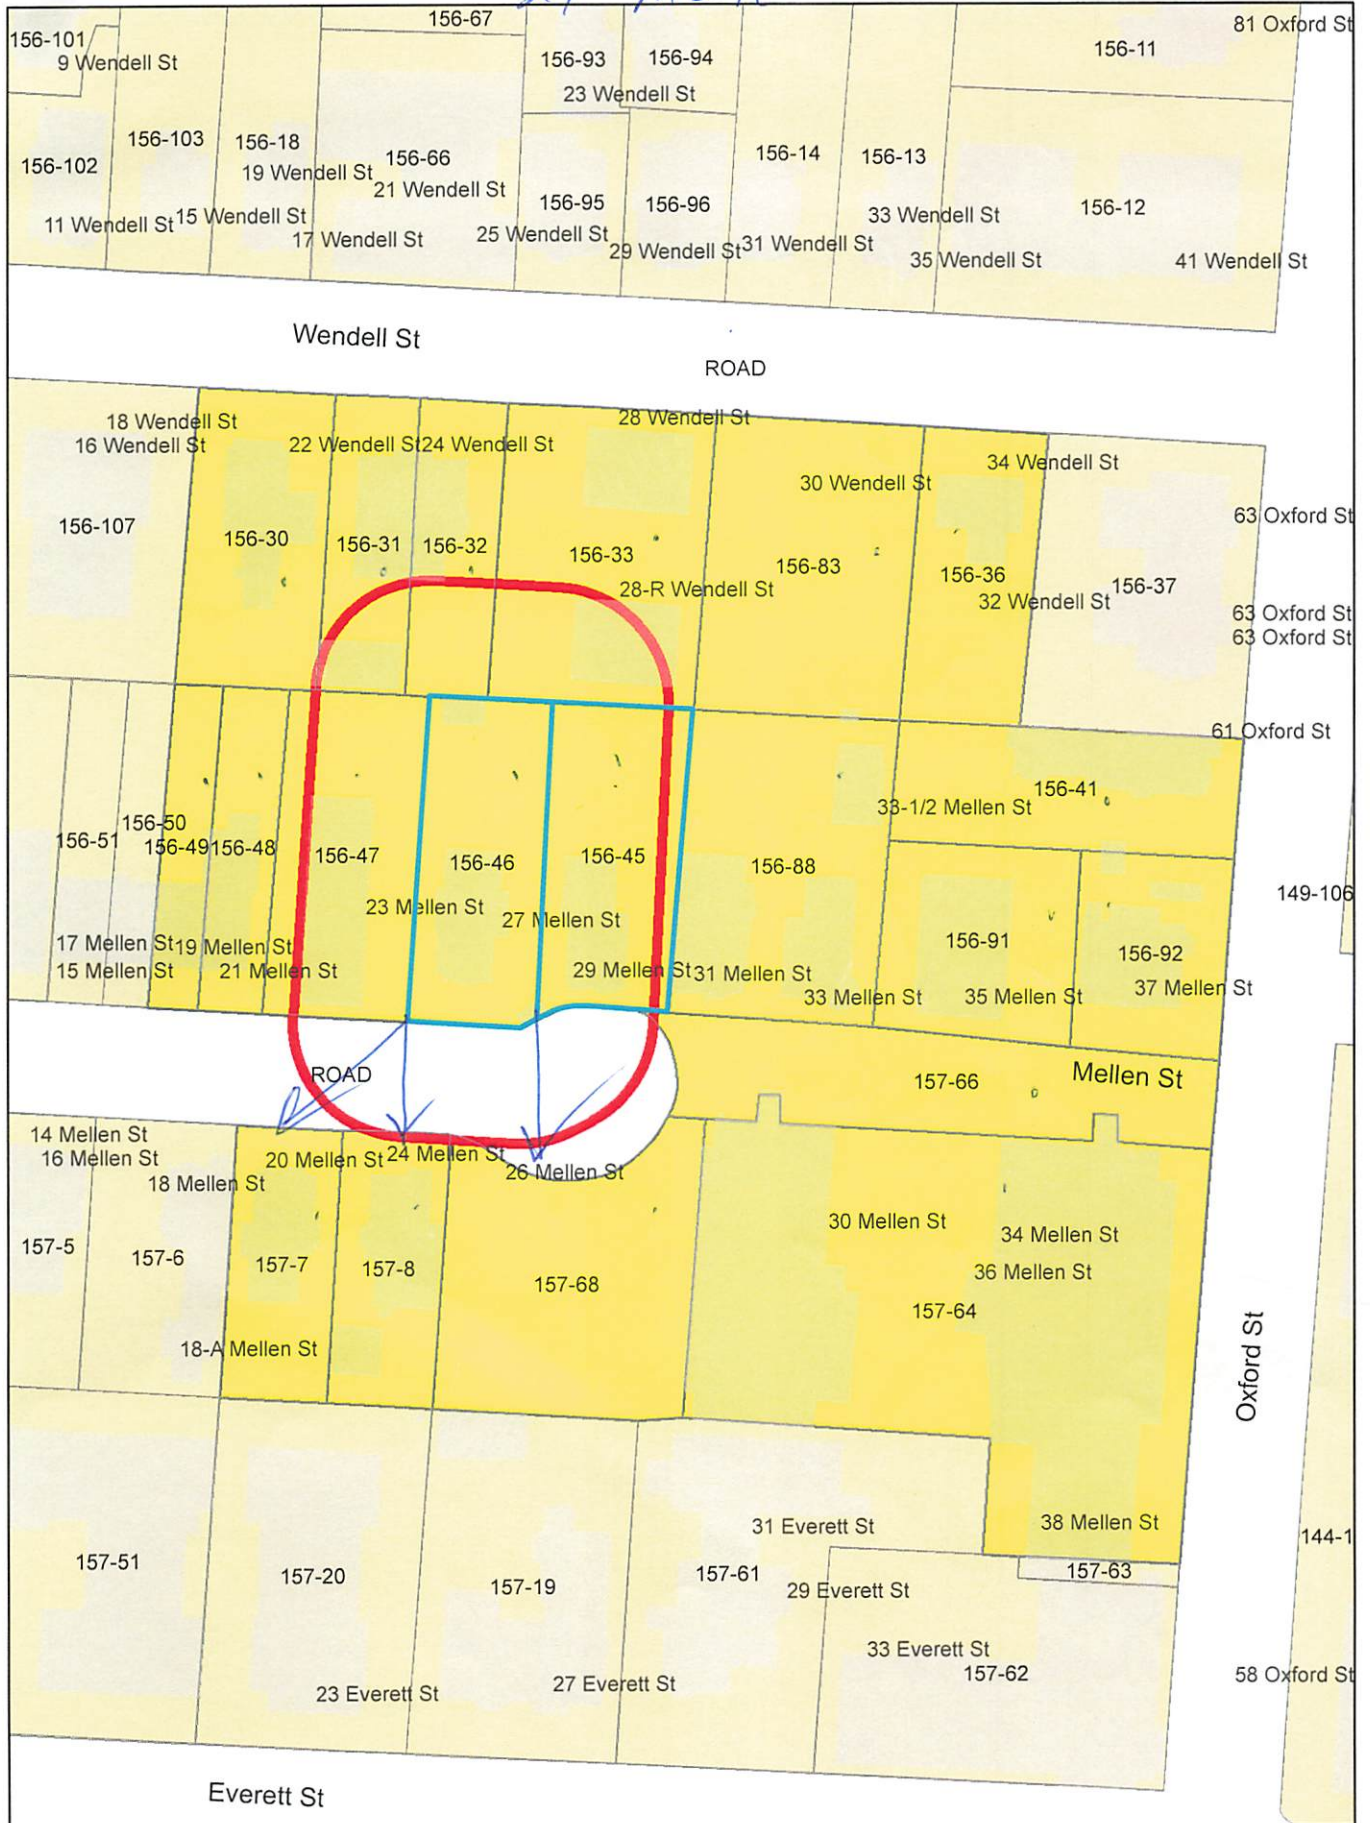 156-67
81 Oxford St
156-101
9 Wendell St
156-93
156-94
156-11
23 Wendell St
156-102
156-103
156-18
19 Wendell St
156-66
21 Wendell St
156-14
156-13
156-95
156-96
156-12
11 Wendell St
15 Wendell St
17 Wendell St
25 Wendell St
29 Wendell St
31 Wendell St
33 Wendell St
35 Wendell St
41 Wendell St
Wendell St
ROAD
18 Wendell St
16 Wendell St
22 Wendell St
24 Wendell St
28 Wendell St
30 Wendell St
34 Wendell St
156-107
156-30
156-31
156-32
156-33
156-83
156-36
156-37
63 Oxford St
28-R Wendell St
32 Wendell St
63 Oxford St
63 Oxford St
61 Oxford St
156-41
33-1/2 Mellen St
156-51
156-50
156-49
156-48
156-47
156-46
156-45
156-88
149-106
23 Mellen St
27 Mellen St
17 Mellen St
19 Mellen St
156-91
156-92
15 Mellen St
21 Mellen St
29 Mellen St
31 Mellen St
33 Mellen St
35 Mellen St
37 Mellen St
ROAD
157-66
Mellen St
14 Mellen St
16 Mellen St
18 Mellen St
20 Mellen St
24 Mellen St
26 Mellen St
30 Mellen St
34 Mellen St
36 Mellen St
157-5
157-6
157-7
157-8
157-68
157-64
18-A Mellen St
Oxford St
38 Mellen St
31 Everett St
144-1
157-51
157-20
157-19
157-61
157-63
29 Everett St
33 Everett St
157-62
58 Oxford St
23 Everett St
27 Everett St
Everett St